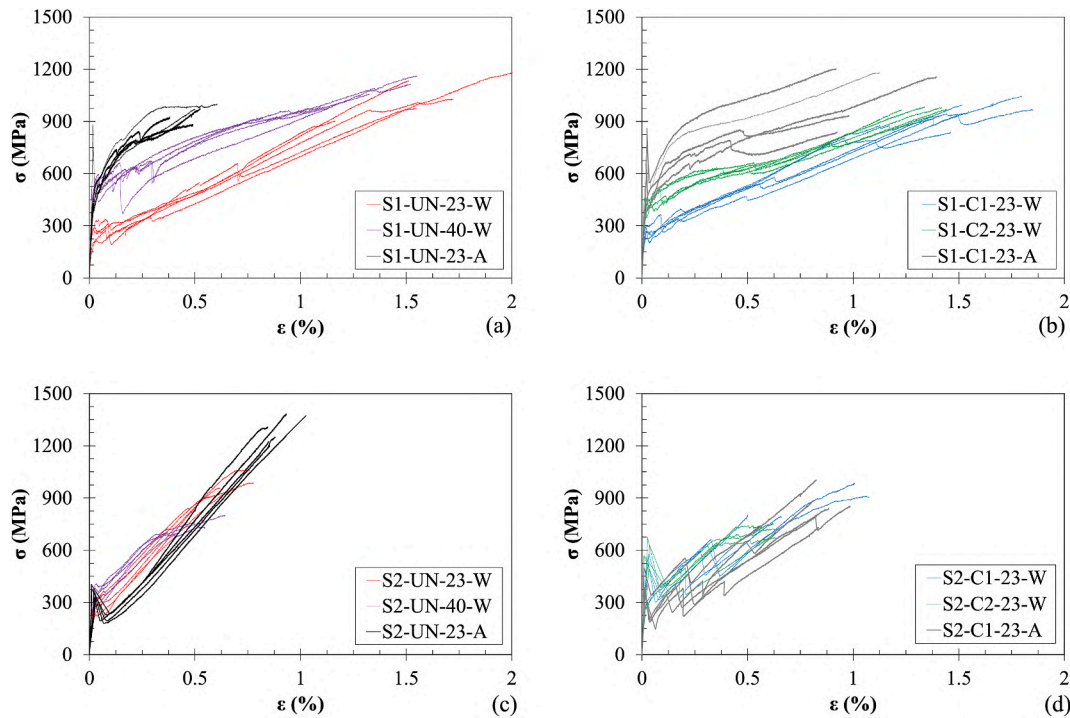 1500
1200
900
600
300
0
σ (MPa)
S1-UN-23-W
S1-UN-40-W
S1-UN-23-A
0 0.5 1 1.5 2
ε (%)
(a)
1500
1200
900
600
300
0
σ (MPa)
S1-C1-23-W
S1-C2-23-W
S1-C1-23-A
0 0.5 1 1.5 2
ε (%)
(b)
1500
1200
900
600
300
0
σ (MPa)
S2-UN-23-W
S2-UN-40-W
S2-UN-23-A
0 0.5 1 1.5 2
ε (%)
(c)
1500
1200
900
600
300
0
σ (MPa)
S2-C1-23-W
S2-C2-23-W
S2-C1-23-A
0 0.5 1 1.5 2
ε (%)
(d)